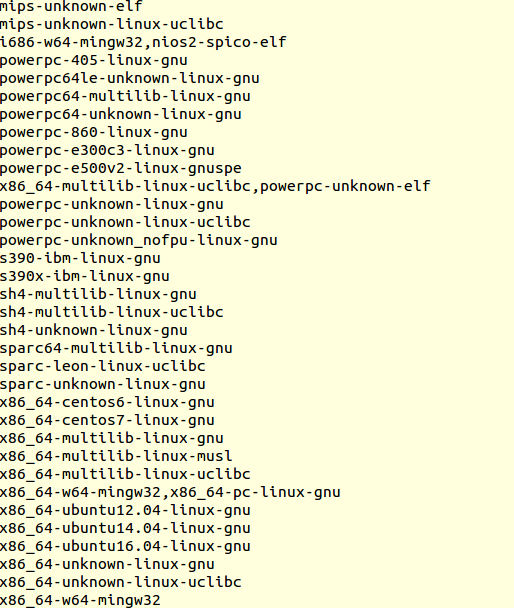 mips-unknown-elf
mips-unknown-linux-uclibc
i686-w64-mingw32,nios2-spico-elf
powerpc-405-linux-gnu
powerpc64le-unknown-linux-gnu
powerpc64-multilib-linux-gnu
powerpc64-unknown-linux-gnu
powerpc-860-linux-gnu
powerpc-e300c3-linux-gnu
powerpc-e500v2-linux-gnuspe
x86_64-multilib-linux-uclibc,powerpc-unknown-elf
powerpc-unknown-linux-gnu
powerpc-unknown-linux-uclibc
powerpc-unknown_nofpu-linux-gnu
s390-ibm-linux-gnu
s390x-ibm-linux-gnu
sh4-multilib-linux-gnu
sh4-multilib-linux-uclibc
sh4-unknown-linux-gnu
sparc64-multilib-linux-gnu
sparc-leon-linux-uclibc
sparc-unknown-linux-gnu
x86_64-centos6-linux-gnu
x86_64-centos7-linux-gnu
x86_64-multilib-linux-gnu
x86_64-multilib-linux-musl
x86_64-multilib-linux-uclibc
x86_64-w64-mingw32,x86_64-pc-linux-gnu
x86_64-ubuntu12.04-linux-gnu
x86_64-ubuntu14.04-linux-gnu
x86_64-ubuntu16.04-linux-gnu
x86_64-unknown-linux-gnu
x86_64-unknown-linux-uclibc
x86_64-w64-mingw32